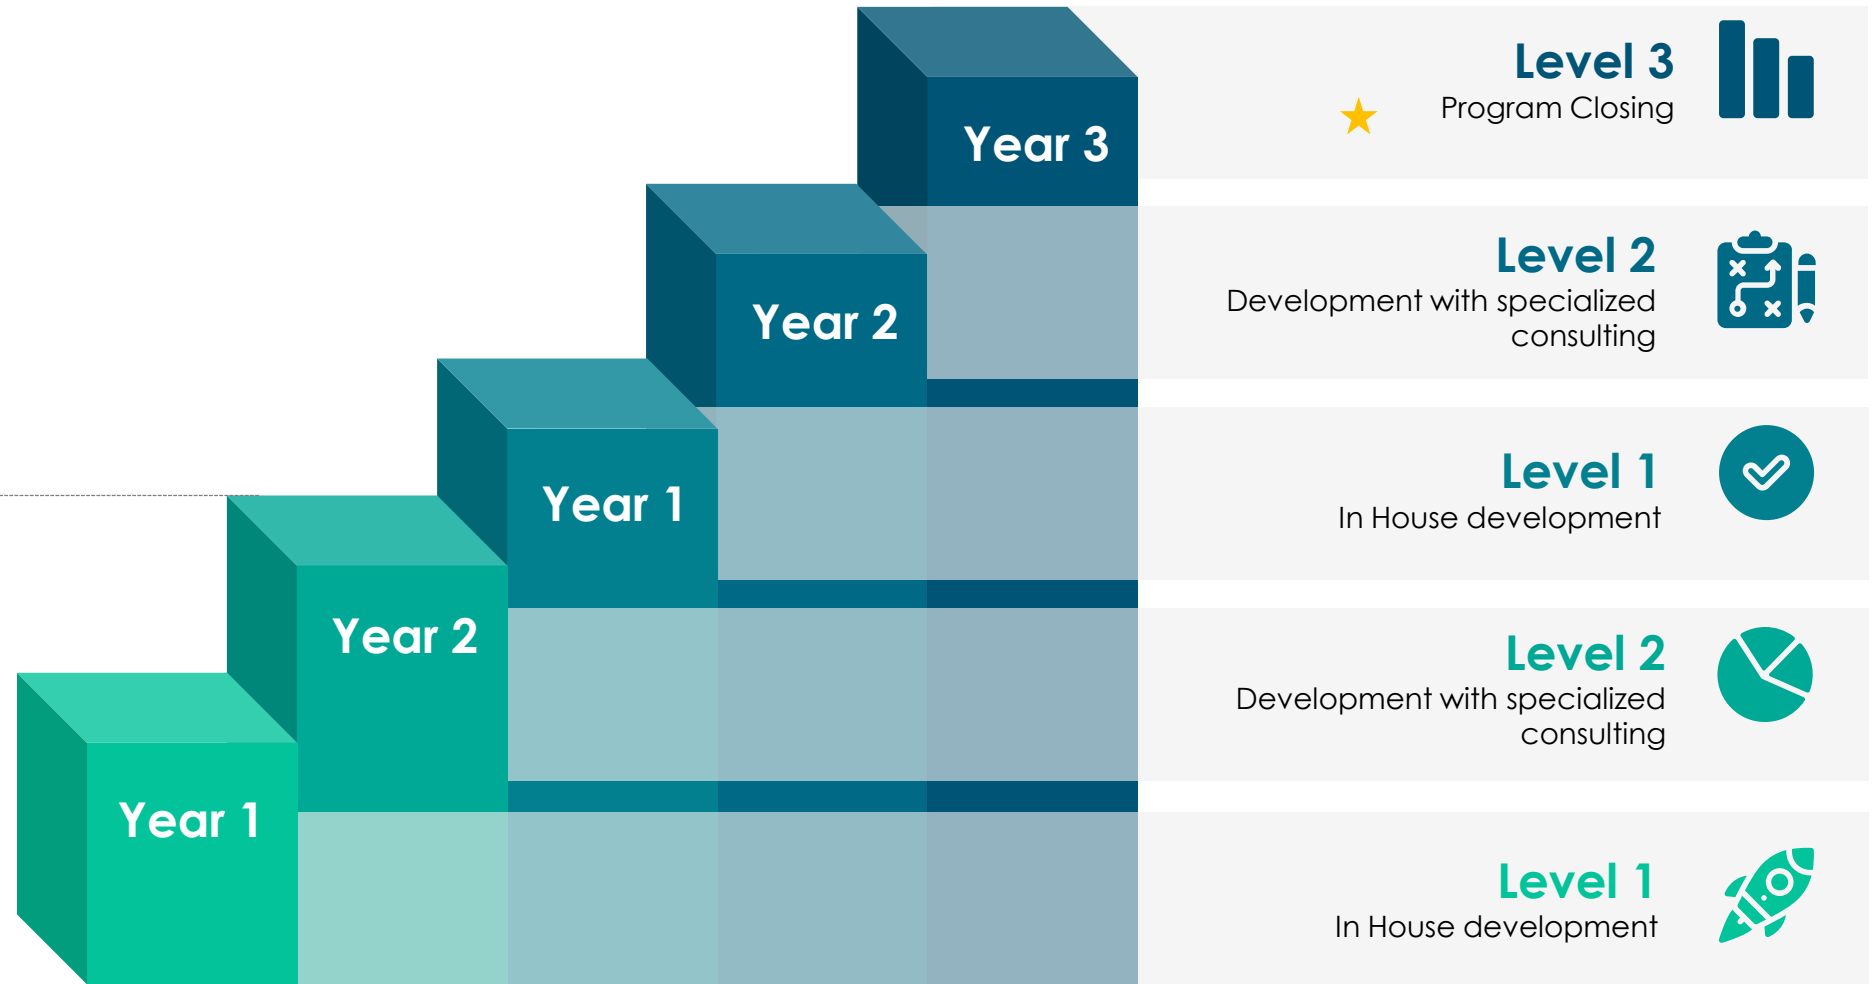 Level 3
Program Closing
Year 3
Level 2
Development with specialized
consulting
Year 2
Level 1
In House development
Year 1
Level 2
Development with specialized
consulting
Year 2
Level 1
In House development
Year 1